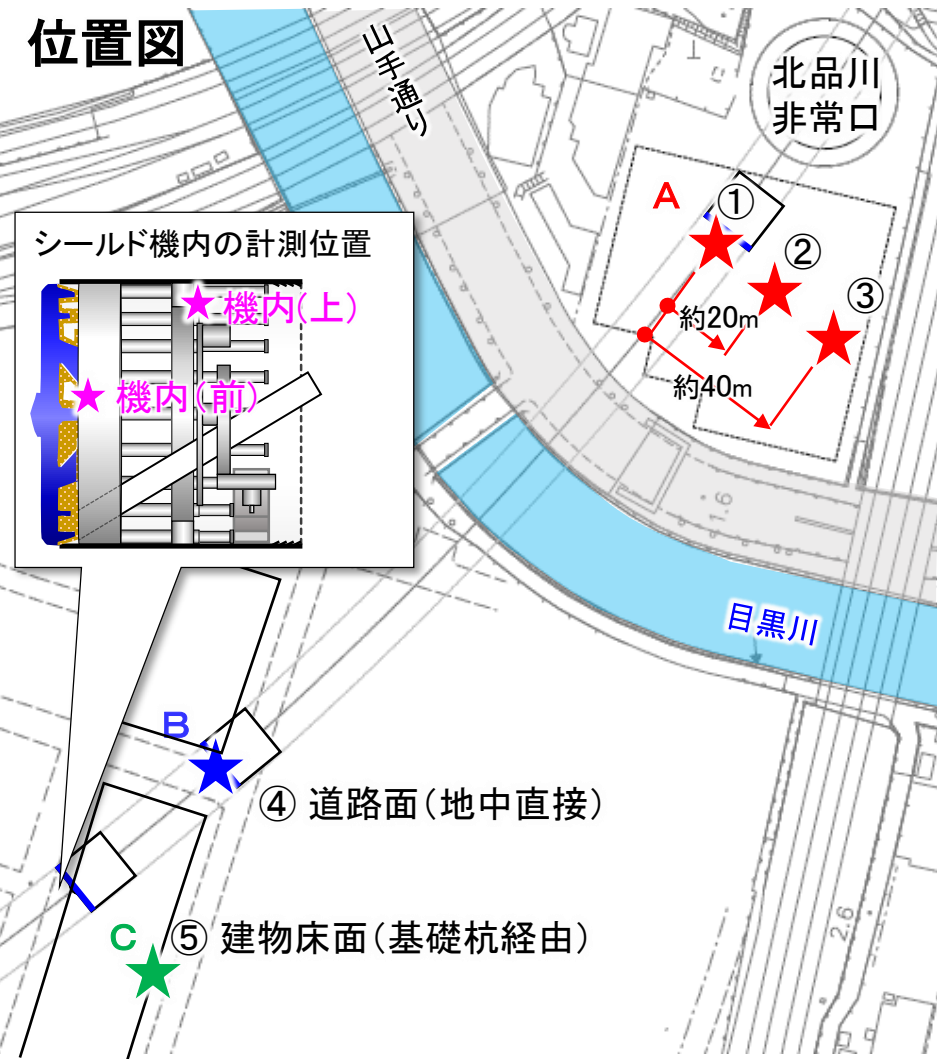 位置図
山手通り
北品川
非常口
A
①
②
③
約20m
約40m
シールド機内の計測位置
★機内(上)
★機内(前)
1.6
目黒川
B
④ 道路面(地中直接)
C
⑤ 建物床面(基礎杭経由)
2.6